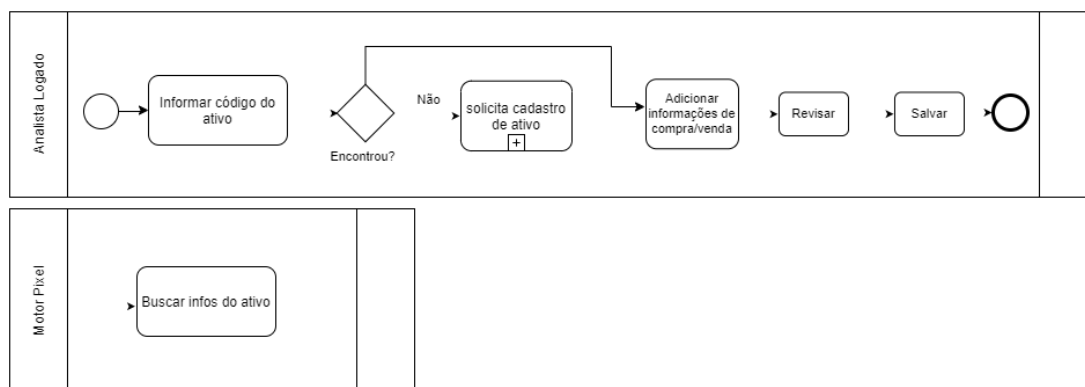 Analista Logado
Informar código do
ativo
Encontrou?
Não
solicita cadastro
de ativo
Adicionar
informações de
compra/venda
Revisar
Salvar
Motor Pixel
Buscar infos do ativo